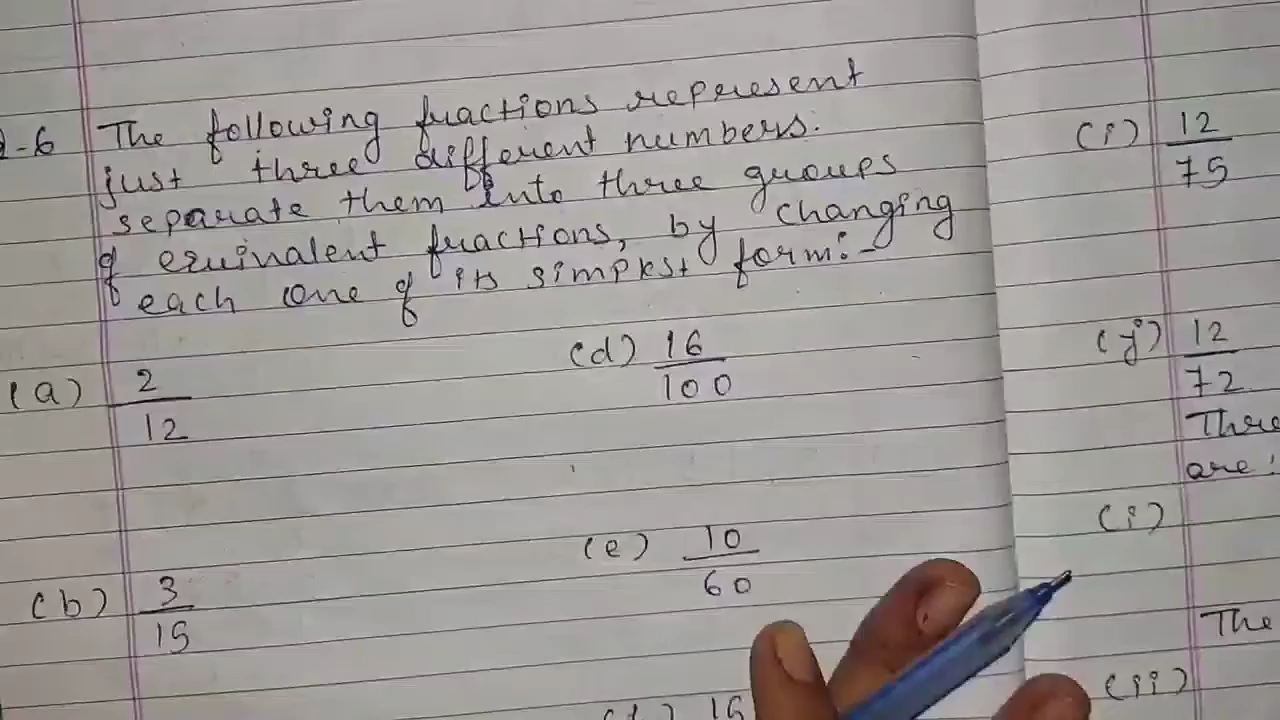 Q-6 The following fractions represent
just three different numbers.
separate them into three groups
of equivalent fractions, by changing
each one of its simplest form:-
(a) 2/12
(d) 16/100
(b) 3/15
(e) 10/60
(i) 12/75
(j) 12/72
Three
are:
(i)
The
(ii)